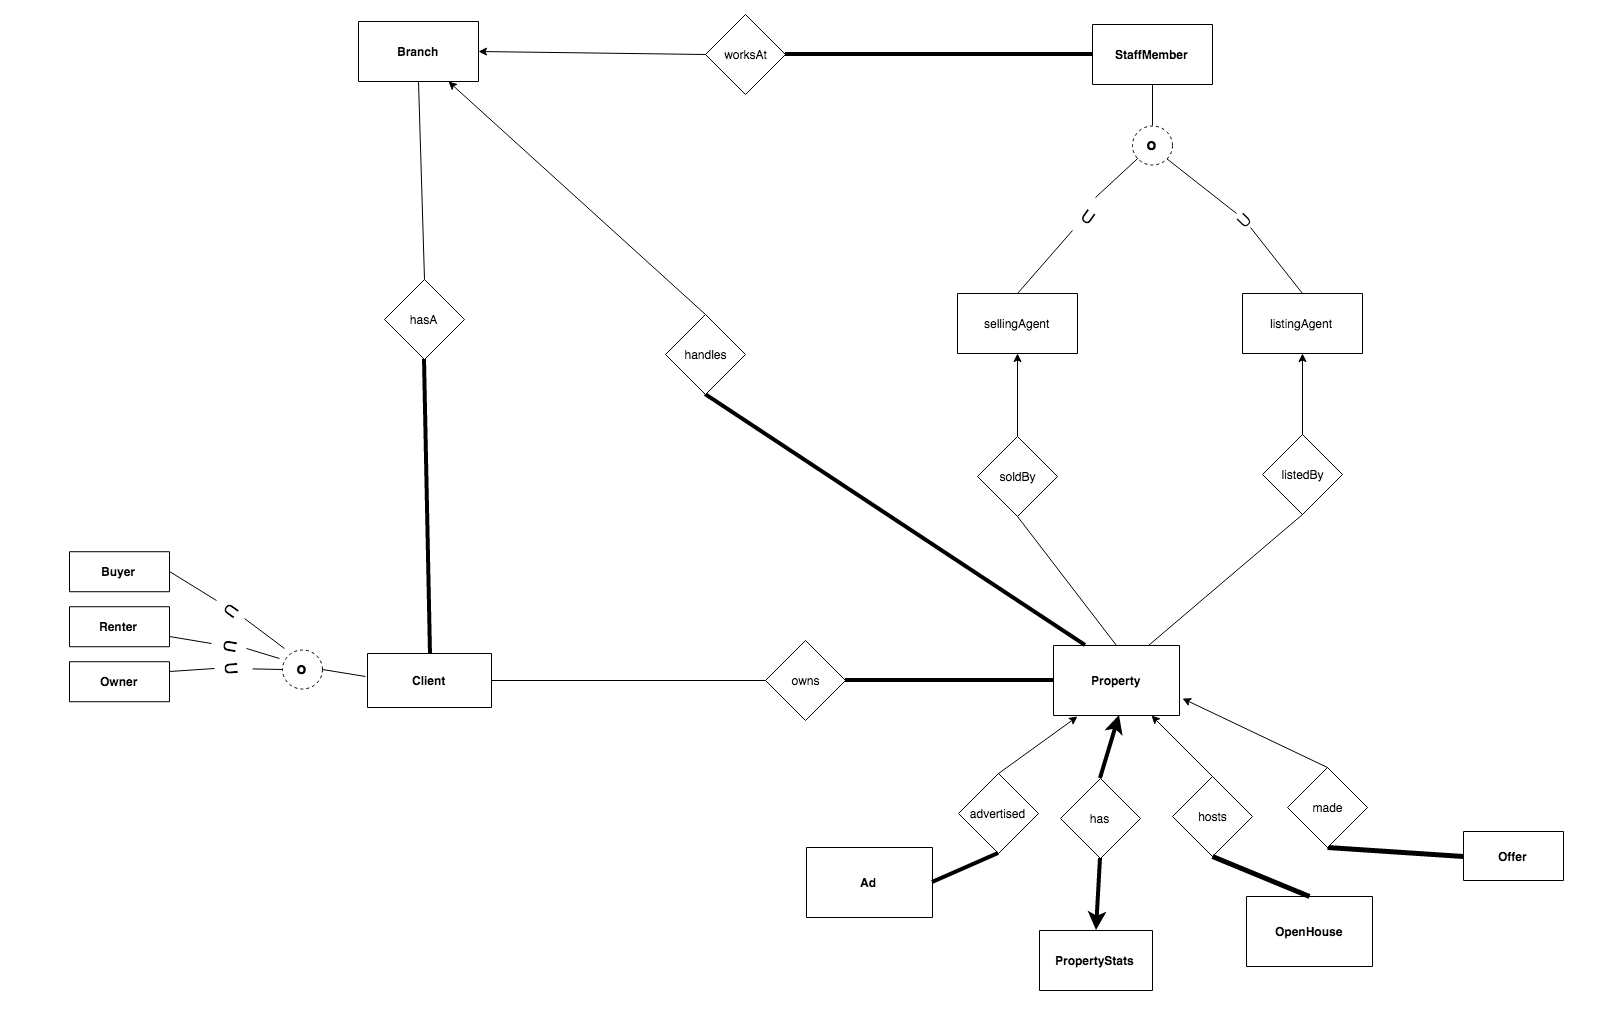 Branch
worksAt
StaffMember
o
U
U
hasA
handles
sellingAgent
listingAgent
soldBy
listedBy
Buyer
U
Renter
U
Owner
U
o
Client
owns
Property
advertised
has
hosts
made
Ad
Offer
OpenHouse
PropertyStats